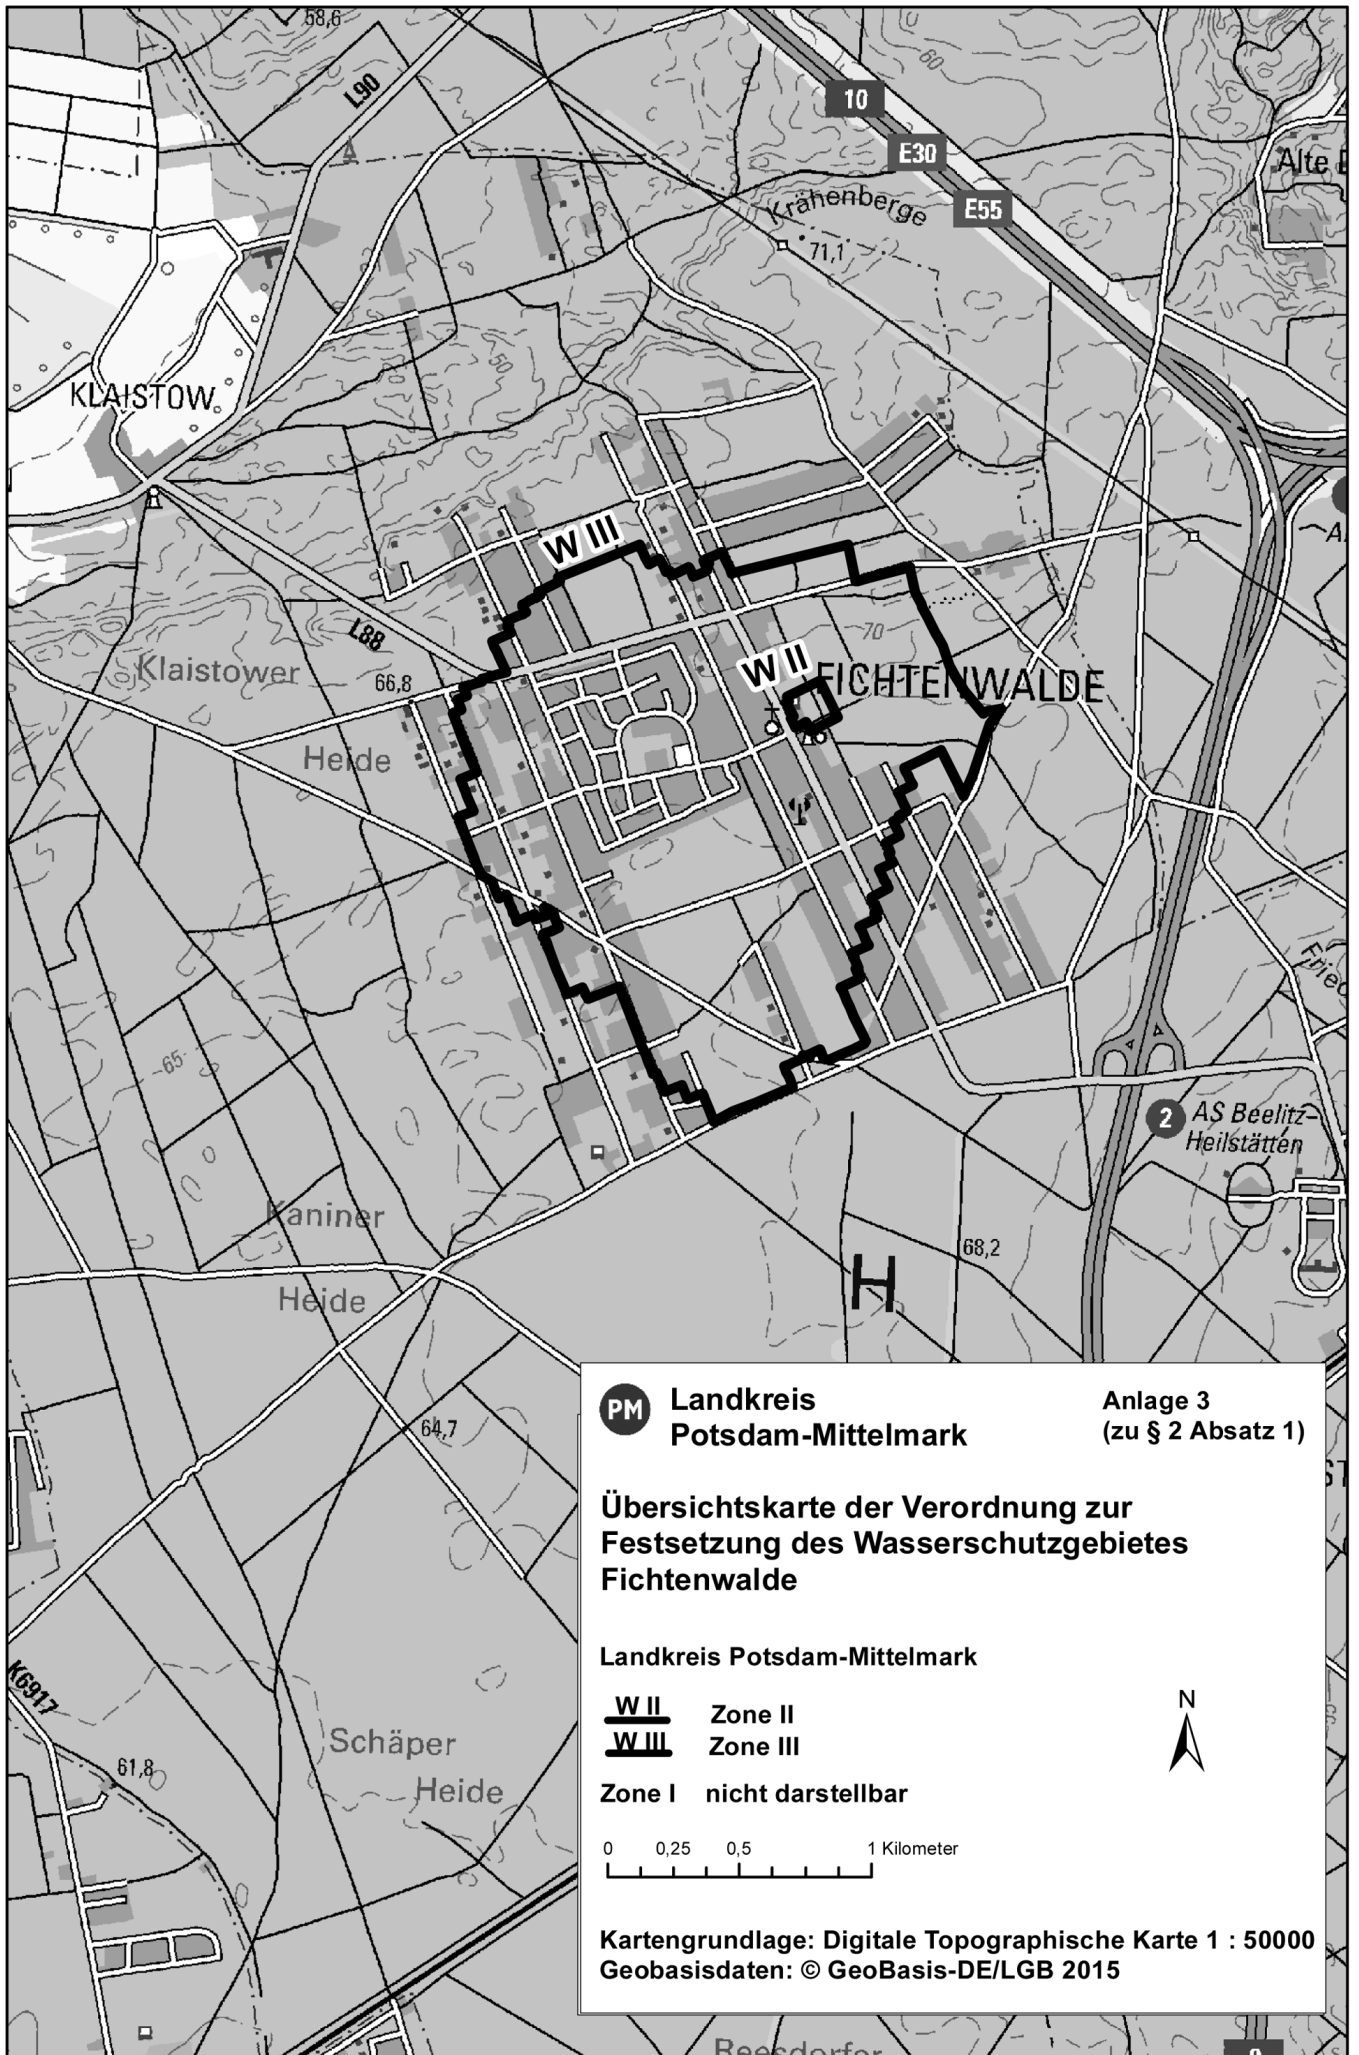 58,6
L90
10
E30
E55
Krähenberge
71,1
60
Alte
50
KLAISTOW
W III
L88
70
Klaistower
66,8
W II
FICHTENWALDE
Heide
65
2
AS Beelitz-
Heilstätten
Kaniner
Heide
H
68,2
64,7
PM
Landkreis
Potsdam-Mittelmark
Anlage 3
(zu § 2 Absatz 1)
Übersichtskarte der Verordnung zur
Festsetzung des Wasserschutzgebietes
Fichtenwalde
Landkreis Potsdam-Mittelmark
W II Zone II
W III Zone III
Zone I nicht darstellbar
N
0 0,25 0,5 1 Kilometer
Kartengrundlage: Digitale Topographische Karte 1 : 50000
Geobasisdaten: © GeoBasis-DE/LGB 2015
K6917
61,8
Schäper
Heide
Reesdorfer